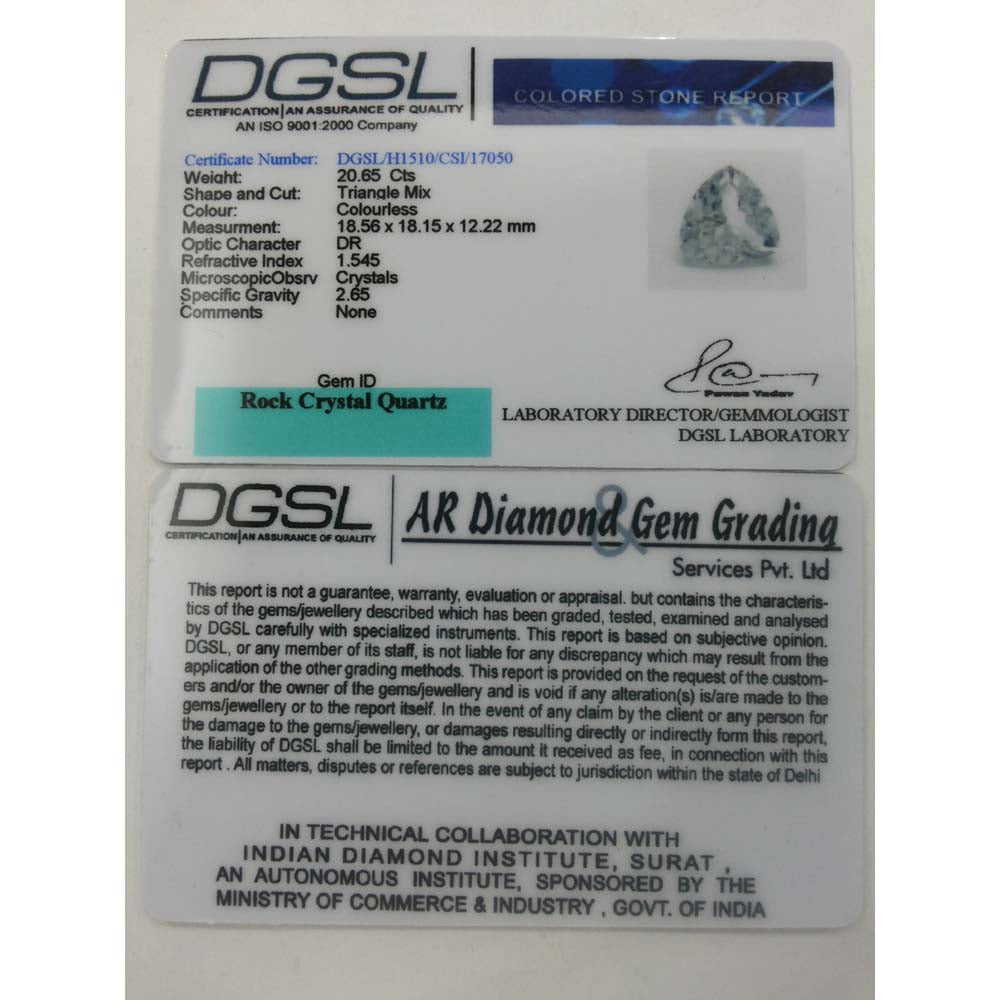 DGSL
CERTIFICATION|AN ASSURANCE OF QUALITY
AN ISO 9001:2000 Company
COLORED STONE REPORT
Certificate Number: DGSL/H1510/CSI/17050
Weight: 20.65 Cts
Shape and Cut: Triangle Mix
Colour: Colourless
Measurment: 18.56 x 18.15 x 12.22 mm
Optic Character DR
Refractive Index 1.545
MicroscopicObsrv Crystals
Specific Gravity 2.65
Comments None
Gem ID
Rock Crystal Quartz
Pawan Yadav
LABORATORY DIRECTOR/GEMMOLOGIST
DGSL LABORATORY
DGSL
CERTIFICATION|AN ASSURANCE OF QUALITY
AR Diamond & Gem Grading
Services Pvt. Ltd
This report is not a guarantee, warranty, evaluation or appraisal. but contains the characteris-
tics of the gems/jewellery described which has been graded, tested, examined and analysed
by DGSL carefully with specialized instruments. This report is based on subjective opinion.
DGSL, or any member of its staff, is not liable for any discrepancy which may result from the
application of the other grading methods. This report is provided on the request of the custom-
ers and/or the owner of the gems/jewellery and is void if any alteration(s) is/are made to the
gems/jewellery or to the report itself. In the event of any claim by the client or any person for
the damage to the gems/jewellery, or damages resulting directly or indirectly form this report,
the liability of DGSL shall be limited to the amount it received as fee, in connection with this
report . All matters, disputes or references are subject to jurisdiction within the state of Delhi
IN TECHNICAL COLLABORATION WITH
INDIAN DIAMOND INSTITUTE, SURAT ,
AN AUTONOMOUS INSTITUTE, SPONSORED BY THE
MINISTRY OF COMMERCE & INDUSTRY , GOVT. OF INDIA